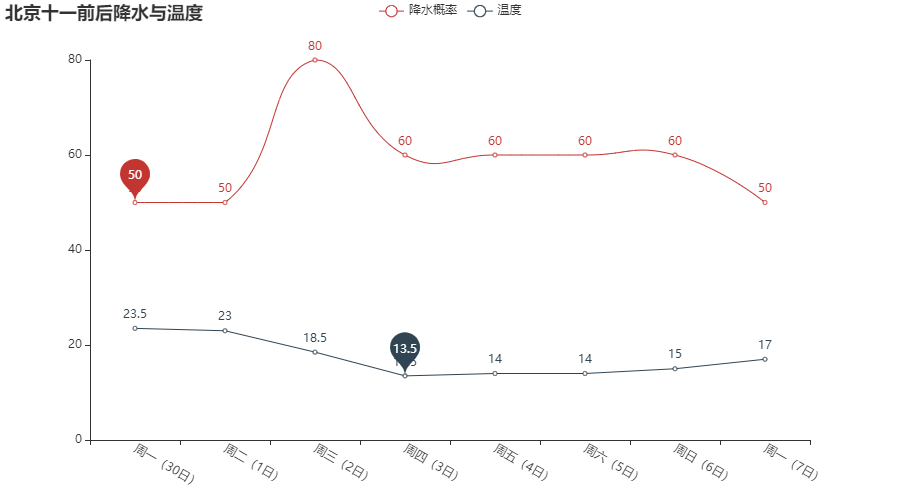 北京十一前后降水与温度
降水概率 温度
80
60
40
20
0
50
50
80
60
60
60
60
50
23.5
23
18.5
13.5
14
14
15
17
周一（30日）
周二（1日）
周三（2日）
周四（3日）
周五（4日）
周六（5日）
周日（6日）
周一（7日）